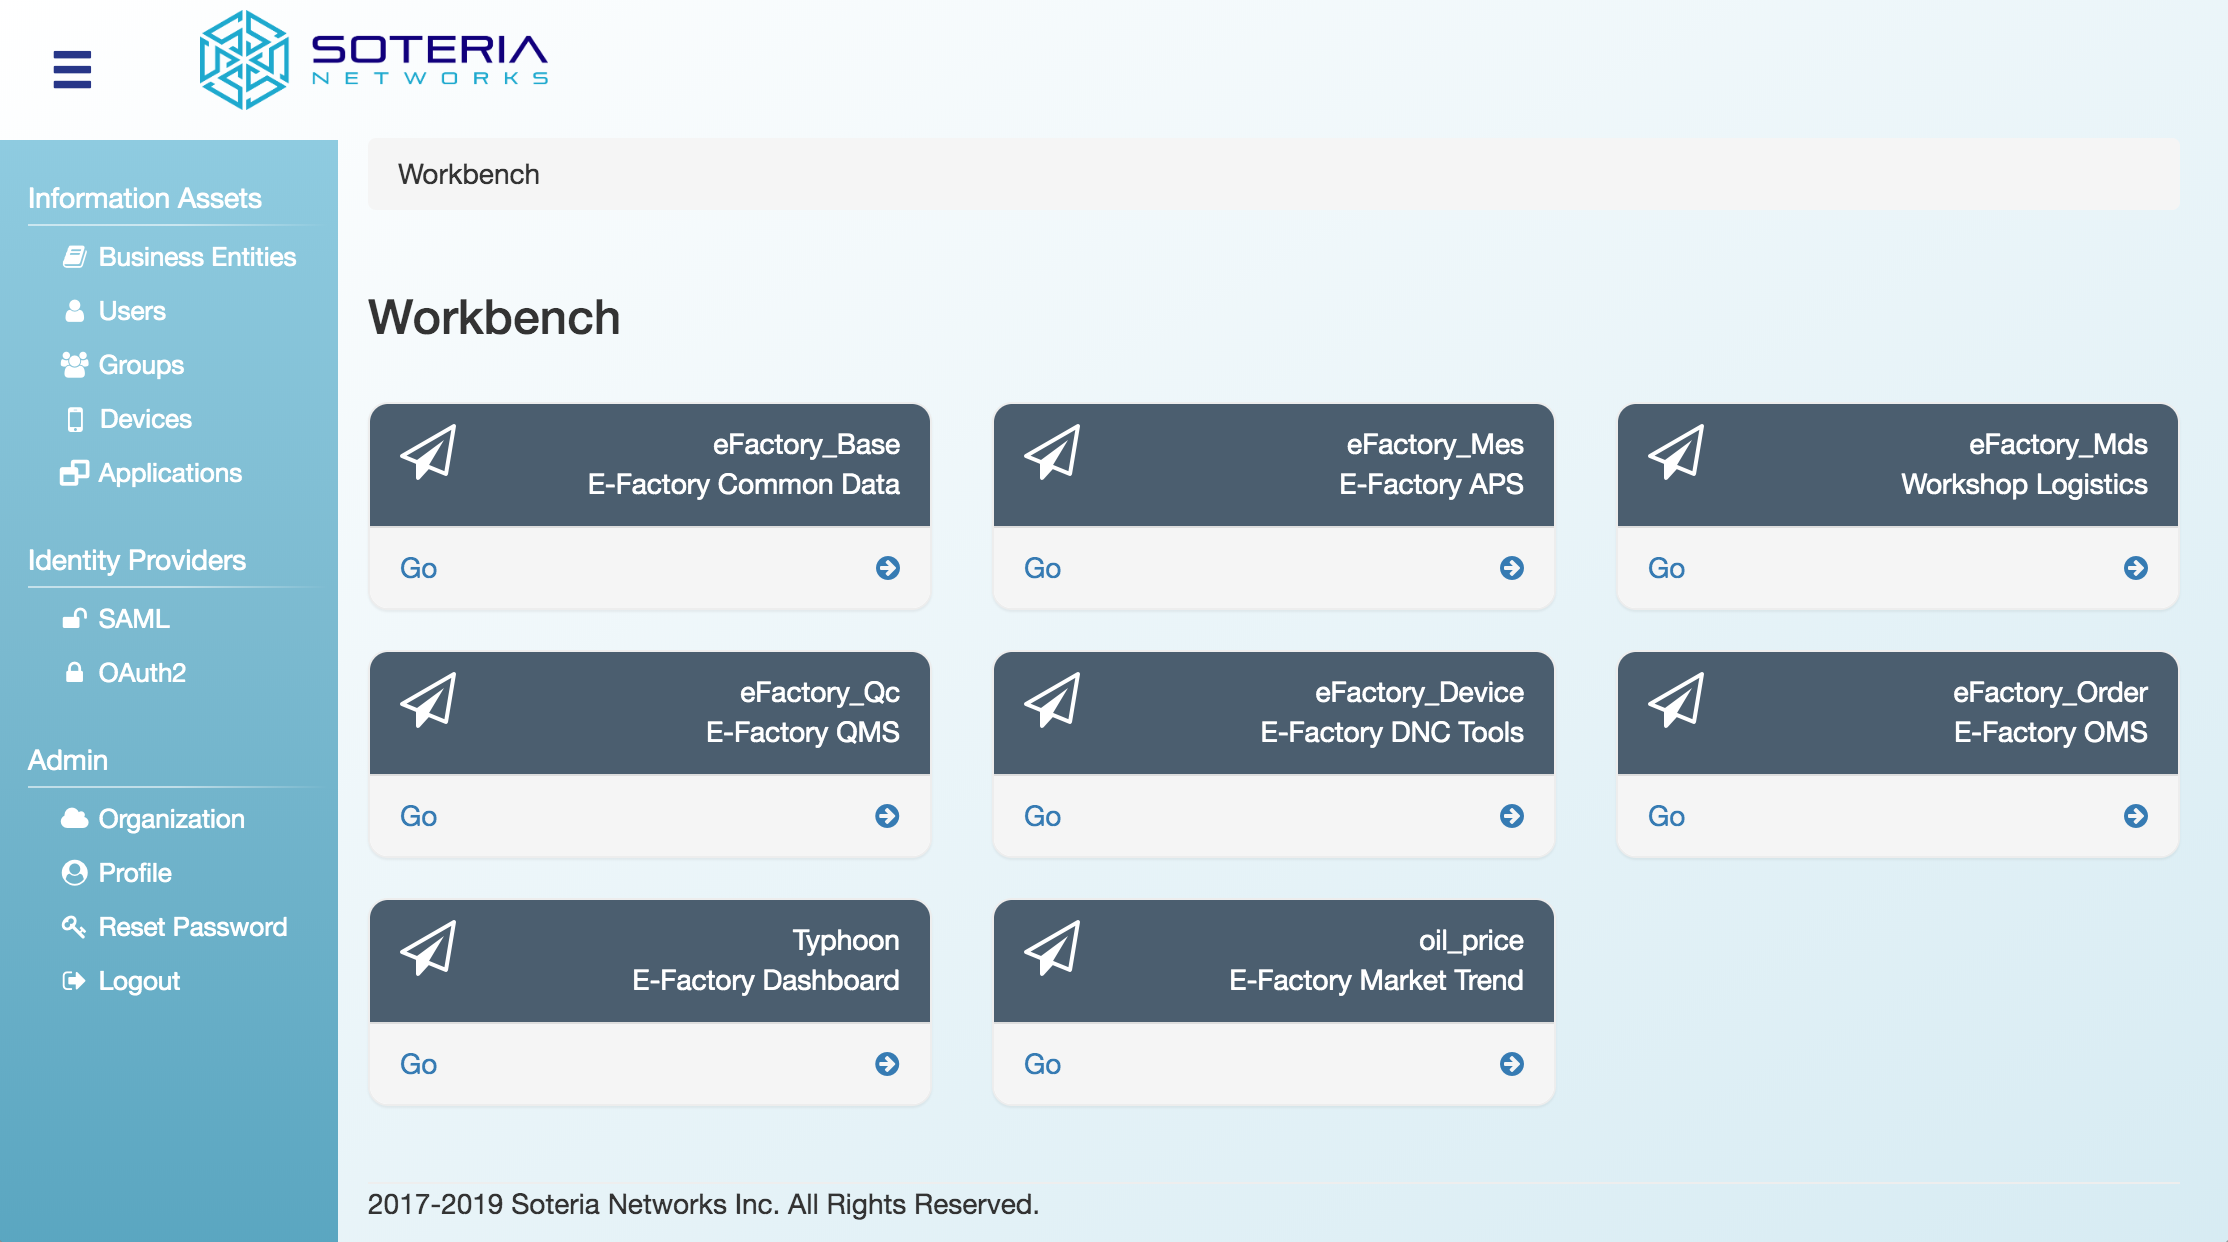 SOTERIA
NETWORKS
Information Assets
Business Entities
Users
Groups
Devices
Applications
Identity Providers
SAML
OAuth2
Admin
Organization
Profile
Reset Password
Logout
Workbench
Workbench
eFactory_Base
E-Factory Common Data
Go
eFactory_Mes
E-Factory APS
Go
eFactory_Mds
Workshop Logistics
Go
eFactory_Qc
E-Factory QMS
Go
eFactory_Device
E-Factory DNC Tools
Go
eFactory_Order
E-Factory OMS
Go
Typhoon
E-Factory Dashboard
Go
oil_price
E-Factory Market Trend
Go
2017-2019 Soteria Networks Inc. All Rights Reserved.